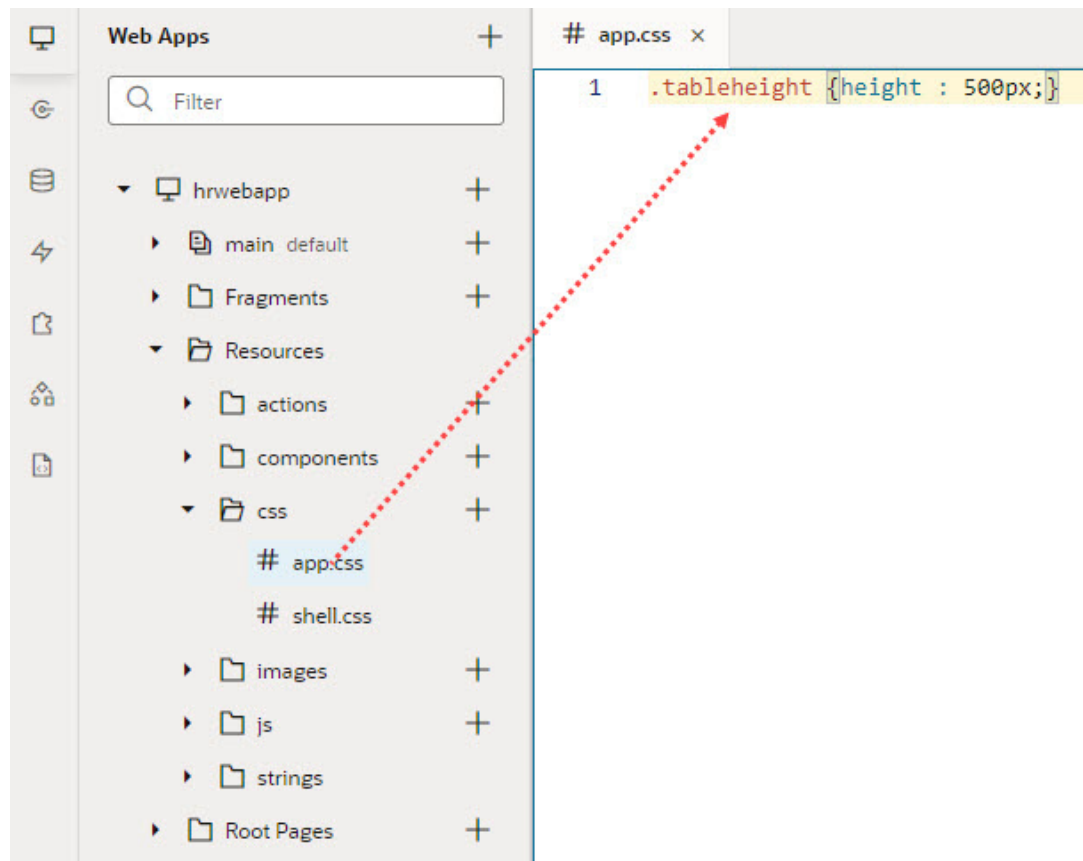 Web Apps
# app.css ×
Filter
1 .tableheight {height : 500px;}
hrwebapp
main default
Fragments
Resources
actions
components
css
# app.css
# shell.css
images
js
strings
Root Pages